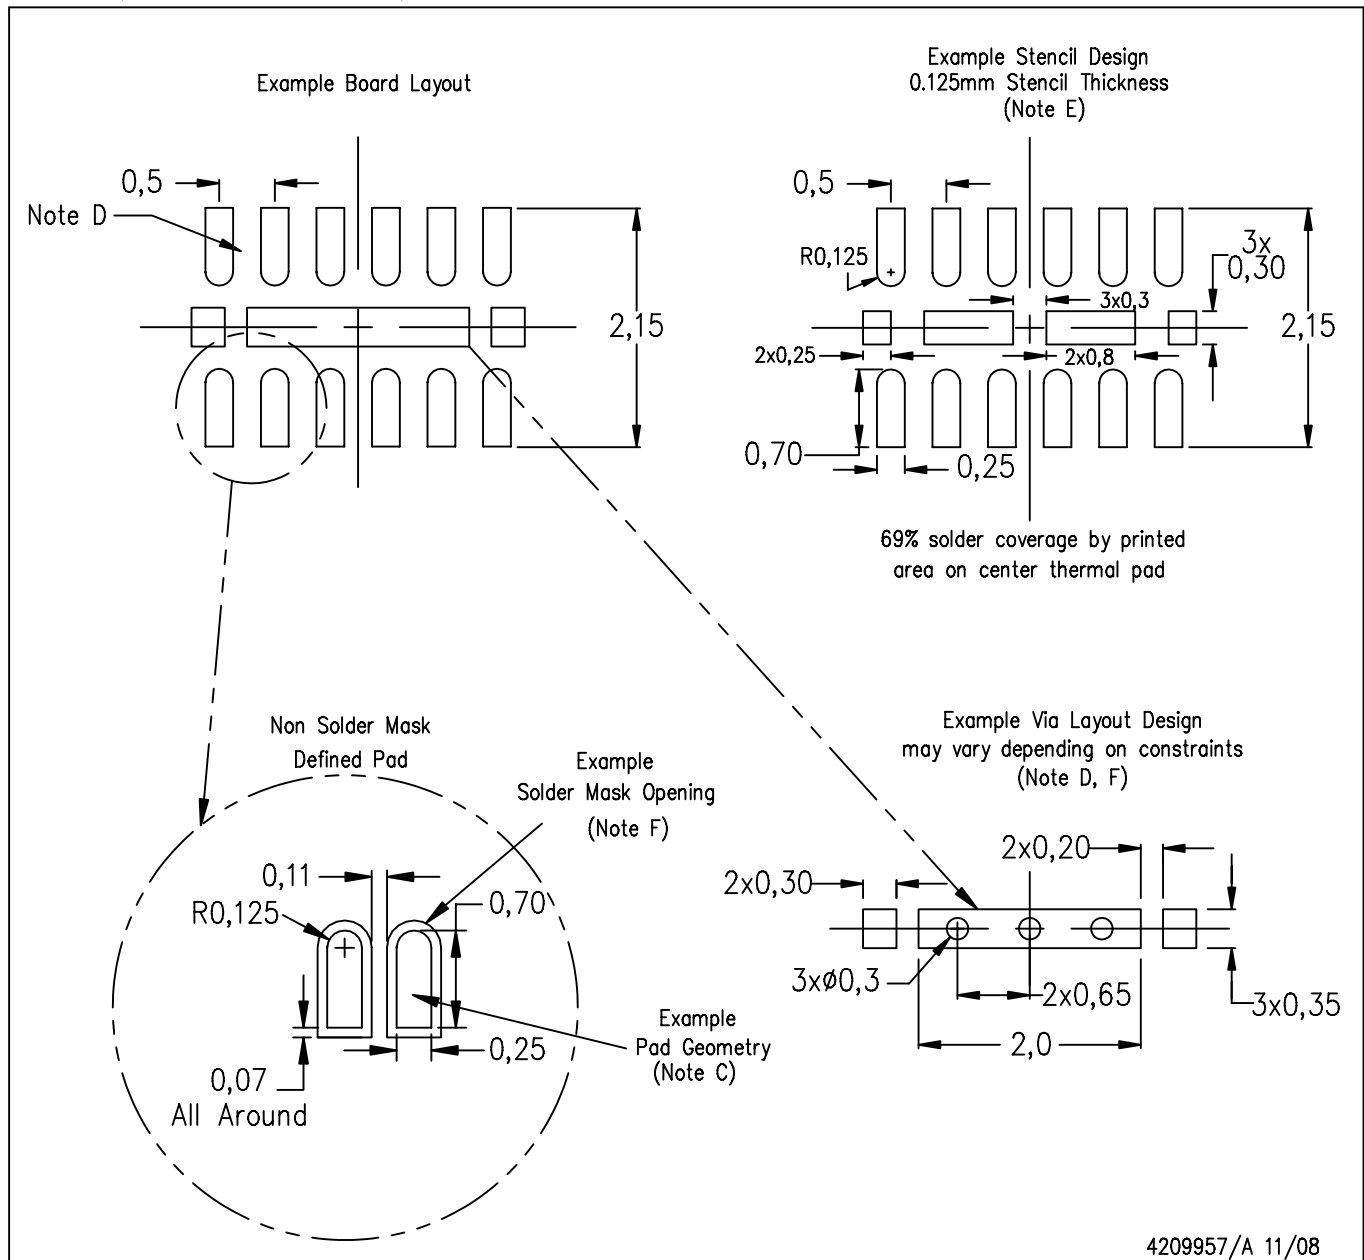 Example Board Layout
0,5
Note D
2,15
Example Stencil Design
0.125mm Stencil Thickness
(Note E)
0,5
R0,125
3x
0,30
3x0,3
2,15
2x0,25
2x0,8
0,70
0,25
69% solder coverage by printed
area on center thermal pad
Non Solder Mask
Defined Pad
Example
Solder Mask Opening
(Note F)
0,11
R0,125
0,70
0,25
0,07
All Around
Example
Pad Geometry
(Note C)
Example Via Layout Design
may vary depending on constraints
(Note D, F)
2x0,20
2x0,30
3xø0,3
2x0,65
3x0,35
2,0
4209957/A 11/08